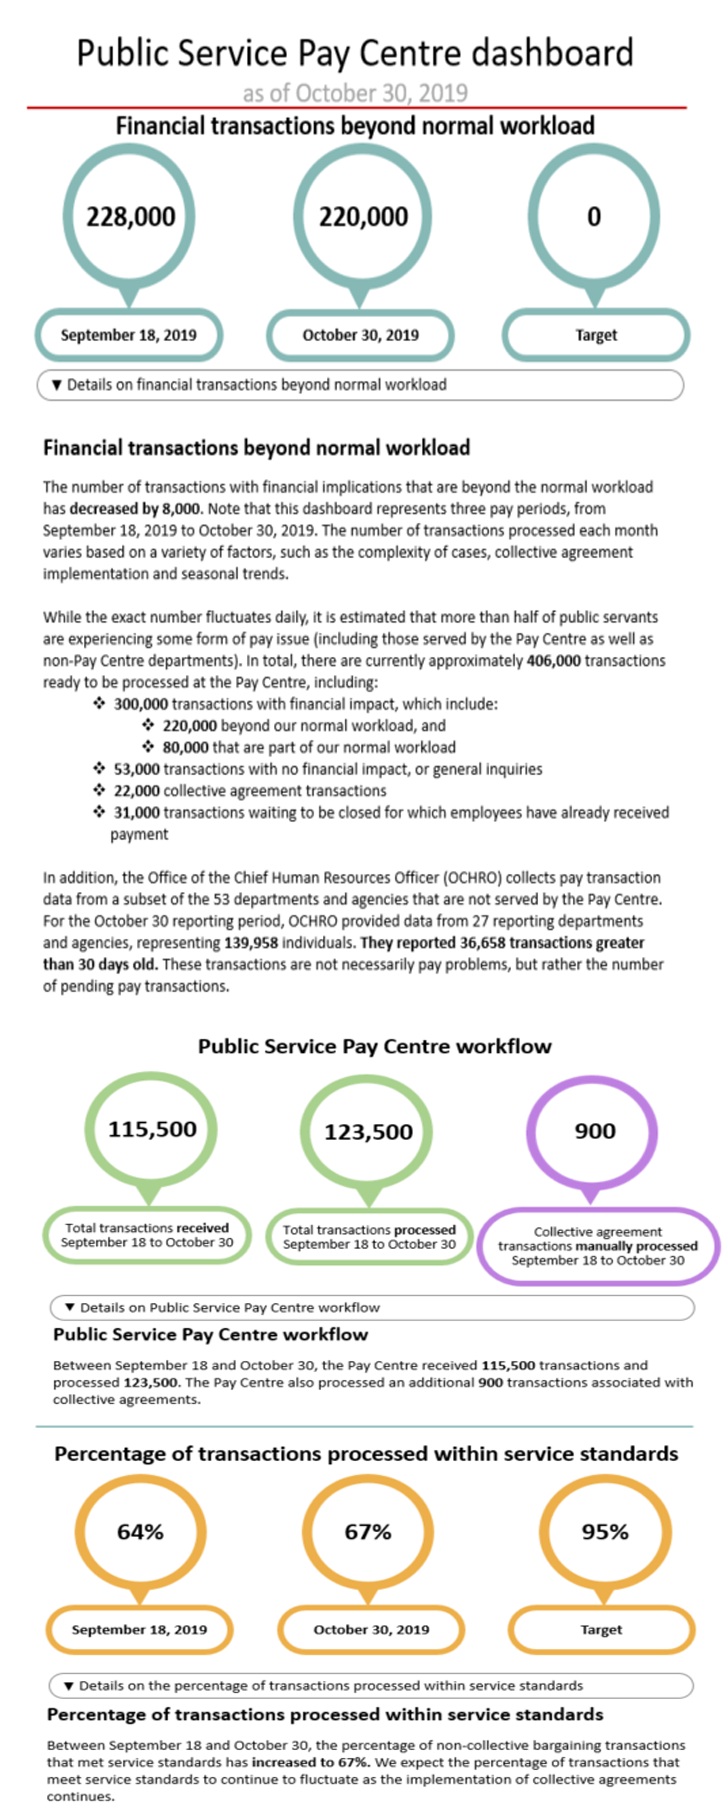 Public Service Pay Centre dashboard
as of October 30, 2019
Financial transactions beyond normal workload
228,000
220,000
0
September 18, 2019
October 30, 2019
Target
▼ Details on financial transactions beyond normal workload
Financial transactions beyond normal workload
The number of transactions with financial implications that are beyond the normal workload
has decreased by 8,000. Note that this dashboard represents three pay periods, from
September 18, 2019 to October 30, 2019. The number of transactions processed each month
varies based on a variety of factors, such as the complexity of cases, collective agreement
implementation and seasonal trends.
While the exact number fluctuates daily, it is estimated that more than half of public servants
are experiencing some form of pay issue (including those served by the Pay Centre as well as
non-Pay Centre departments). In total, there are currently approximately 406,000 transactions
ready to be processed at the Pay Centre, including:
❖ 300,000 transactions with financial impact, which include:
❖ 220,000 beyond our normal workload, and
❖ 80,000 that are part of our normal workload
❖ 53,000 transactions with no financial impact, or general inquiries
❖ 22,000 collective agreement transactions
❖ 31,000 transactions waiting to be closed for which employees have already received
payment
In addition, the Office of the Chief Human Resources Officer (OCHRO) collects pay transaction
data from a subset of the 53 departments and agencies that are not served by the Pay Centre.
For the October 30 reporting period, OCHRO provided data from 27 reporting departments
and agencies, representing 139,958 individuals. They reported 36,658 transactions greater
than 30 days old. These transactions are not necessarily pay problems, but rather the number
of pending pay transactions.
Public Service Pay Centre workflow
115,500
123,500
900
Total transactions received
September 18 to October 30
Total transactions processed
September 18 to October 30
Collective agreement
transactions manually processed
September 18 to October 30
▼ Details on Public Service Pay Centre workflow
Public Service Pay Centre workflow
Between September 18 and October 30, the Pay Centre received 115,500 transactions and
processed 123,500. The Pay Centre also processed an additional 900 transactions associated with
collective agreements.
Percentage of transactions processed within service standards
64%
67%
95%
September 18, 2019
October 30, 2019
Target
▼ Details on the percentage of transactions processed within service standards
Percentage of transactions processed within service standards
Between September 18 and October 30, the percentage of non-collective bargaining transactions
that met service standards has increased to 67%. We expect the percentage of transactions that
meet service standards to continue to fluctuate as the implementation of collective agreements
continues.